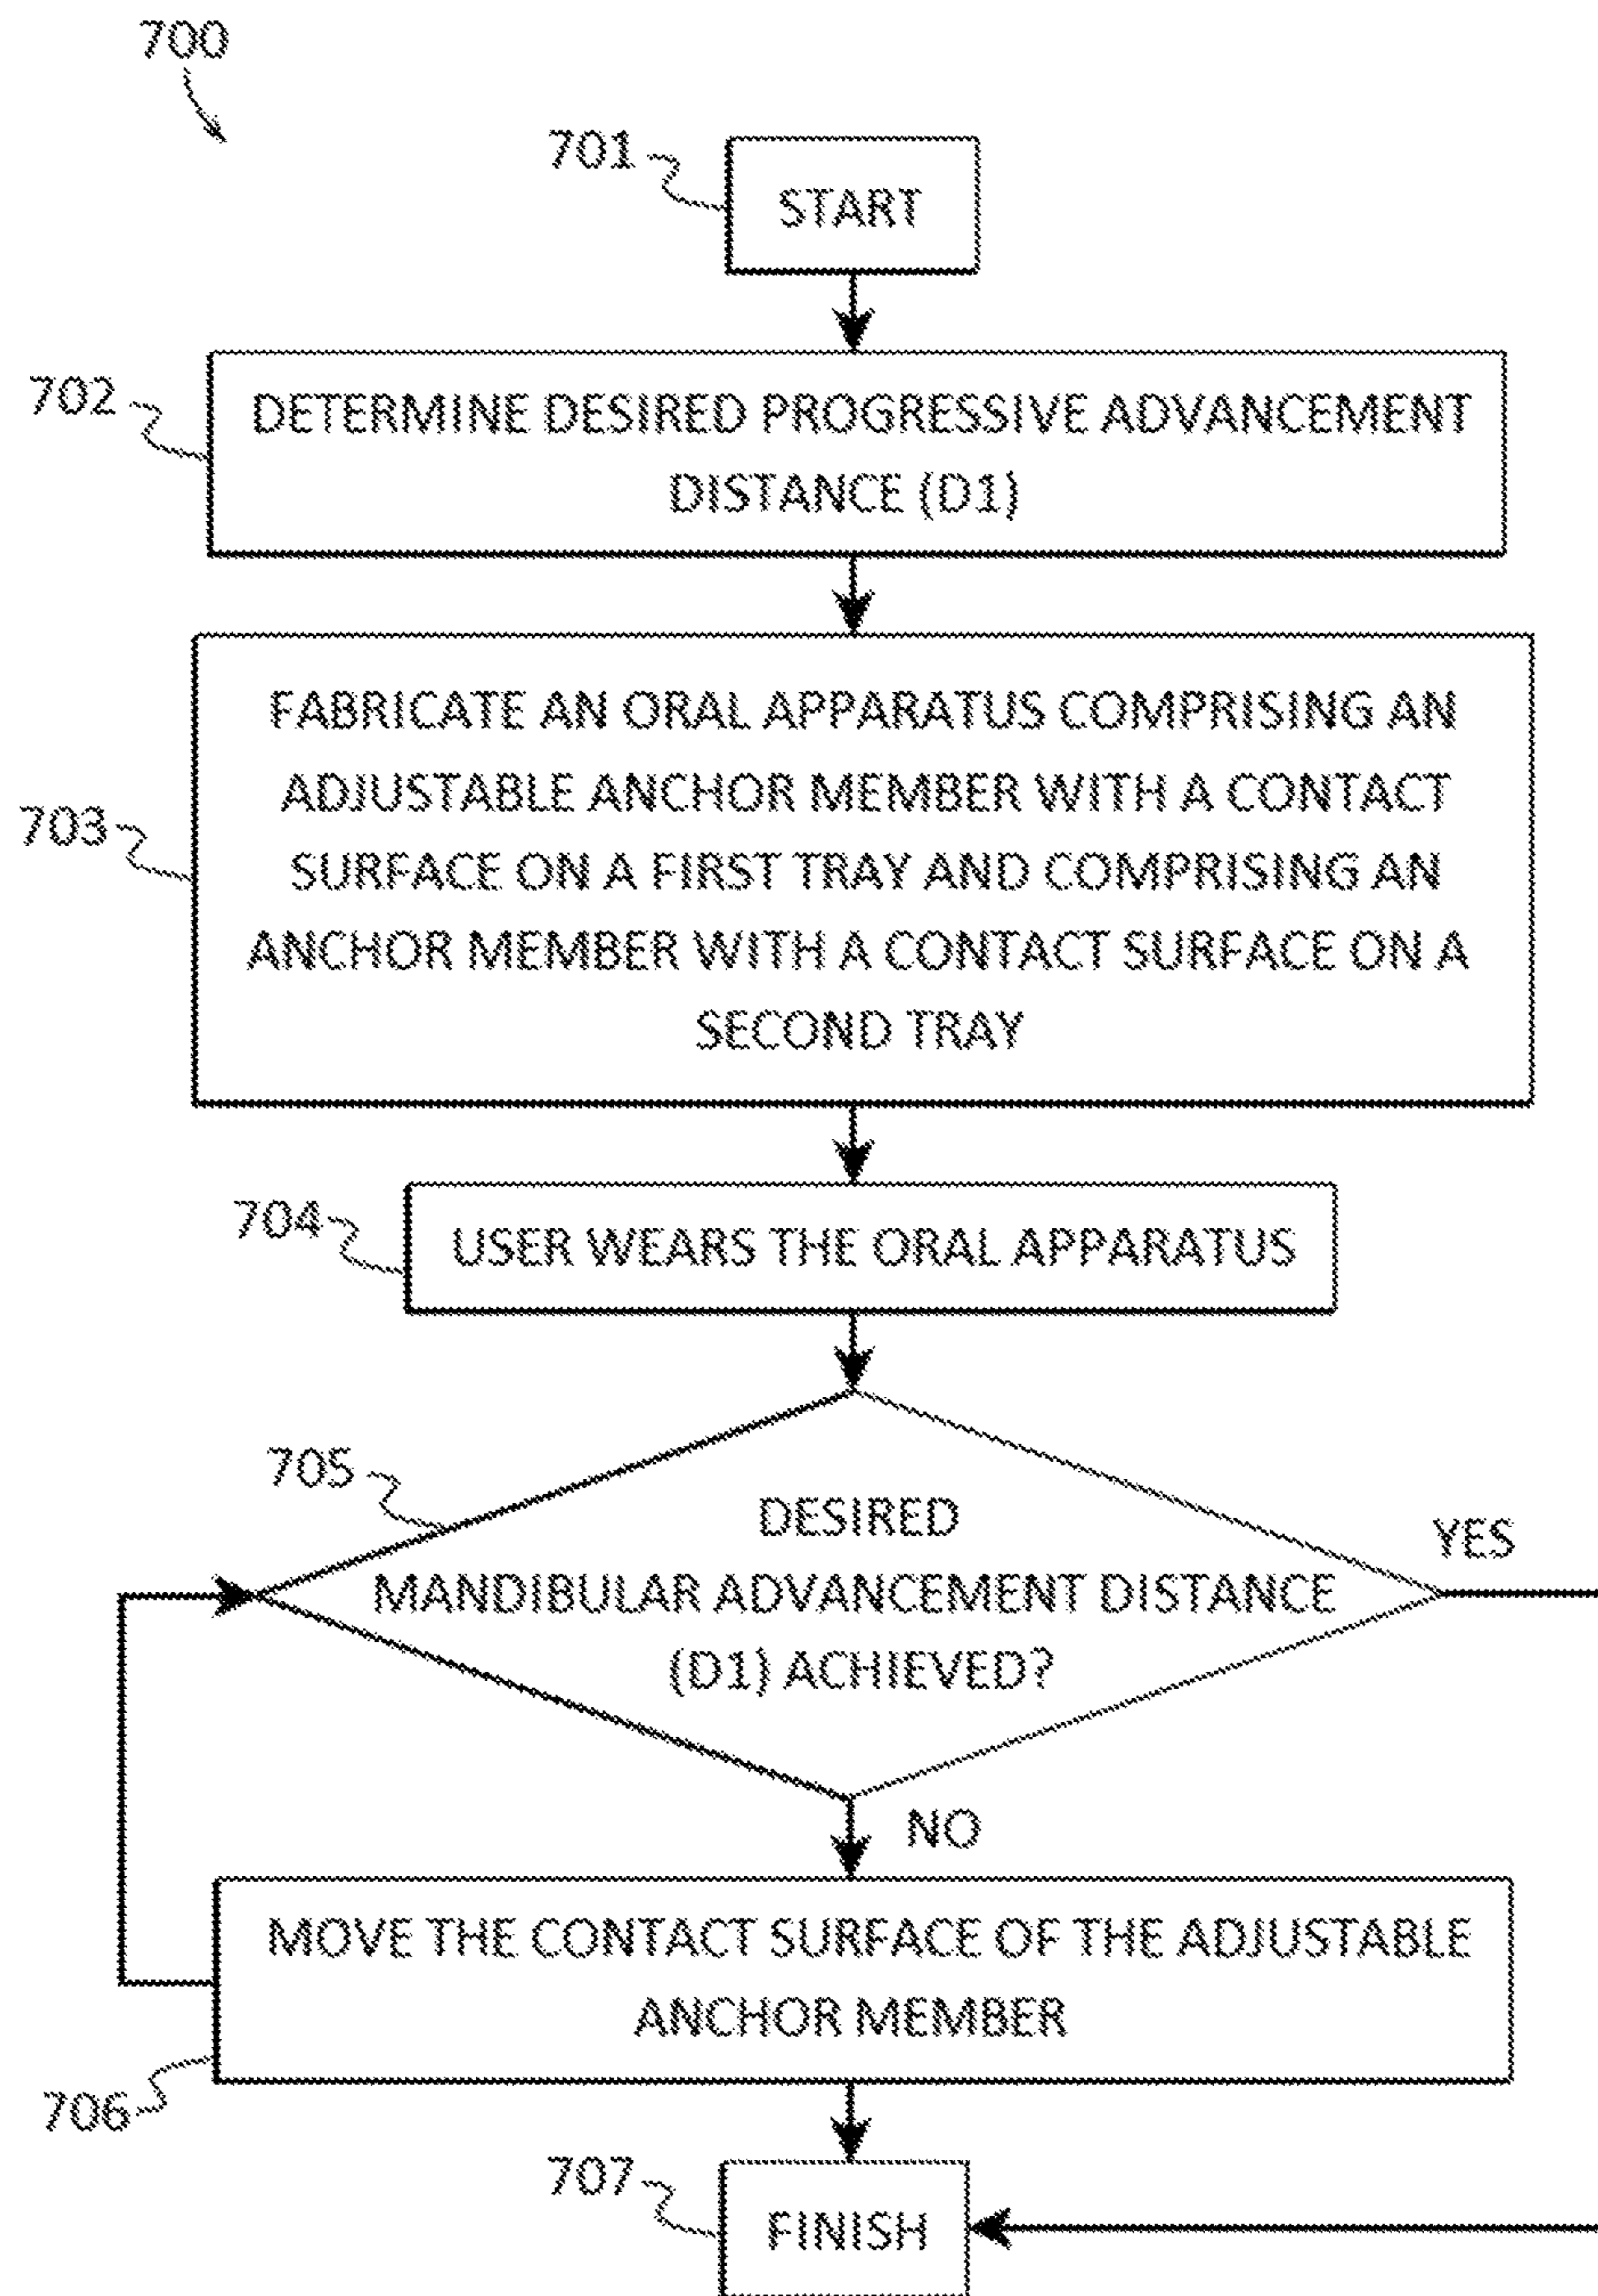 700
701
START
702
DETERMINE DESIRED PROGRESSIVE ADVANCEMENT
DISTANCE (D1)
703
FABRICATE AN ORAL APPARATUS COMPRISING AN
ADJUSTABLE ANCHOR MEMBER WITH A CONTACT
SURFACE ON A FIRST TRAY AND COMPRISING AN
ANCHOR MEMBER WITH A CONTACT SURFACE ON A
SECOND TRAY
704
USER WEARS THE ORAL APPARATUS
705
DESIRED
MANDIBULAR ADVANCEMENT DISTANCE
(D1) ACHIEVED?
YES
NO
MOVE THE CONTACT SURFACE OF THE ADJUSTABLE
ANCHOR MEMBER
706
707
FINISH